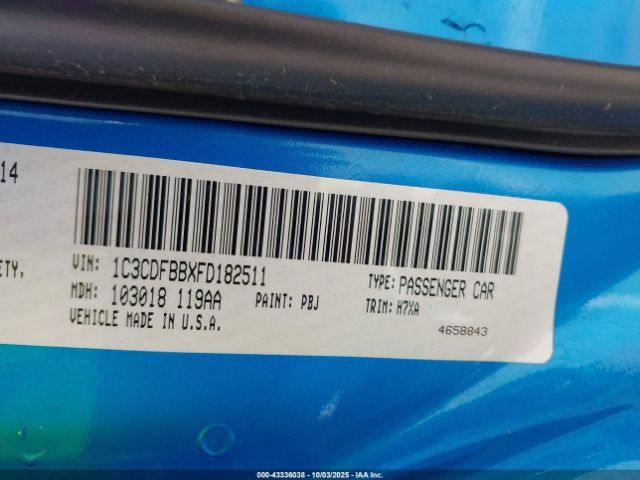 14
ETY,
VIN: 1C3CDFBBXFD182511
TYPE: PASSENGER CAR
MDH: 103018 119AA
PAINT: PBJ
TRIM: H7XA
VEHICLE MADE IN U.S.A.
4658843
000-43336038 - 10/03/2025 - IAA Inc.